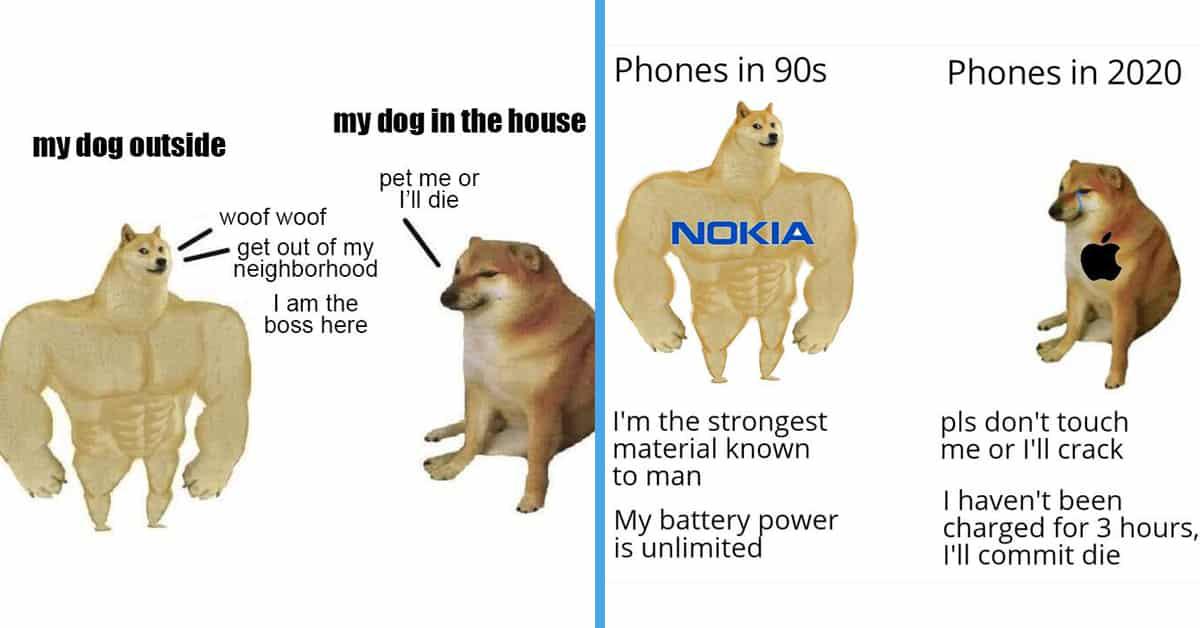 my dog outside
my dog in the house
woof woof
get out of my
neighborhood
I am the
boss here
pet me or
I'll die
Phones in 90s
Phones in 2020
NOKIA
I'm the strongest
material known
to man
My battery power
is unlimited
pls don't touch
me or I'll crack
I haven't been
charged for 3 hours,
I'll commit die